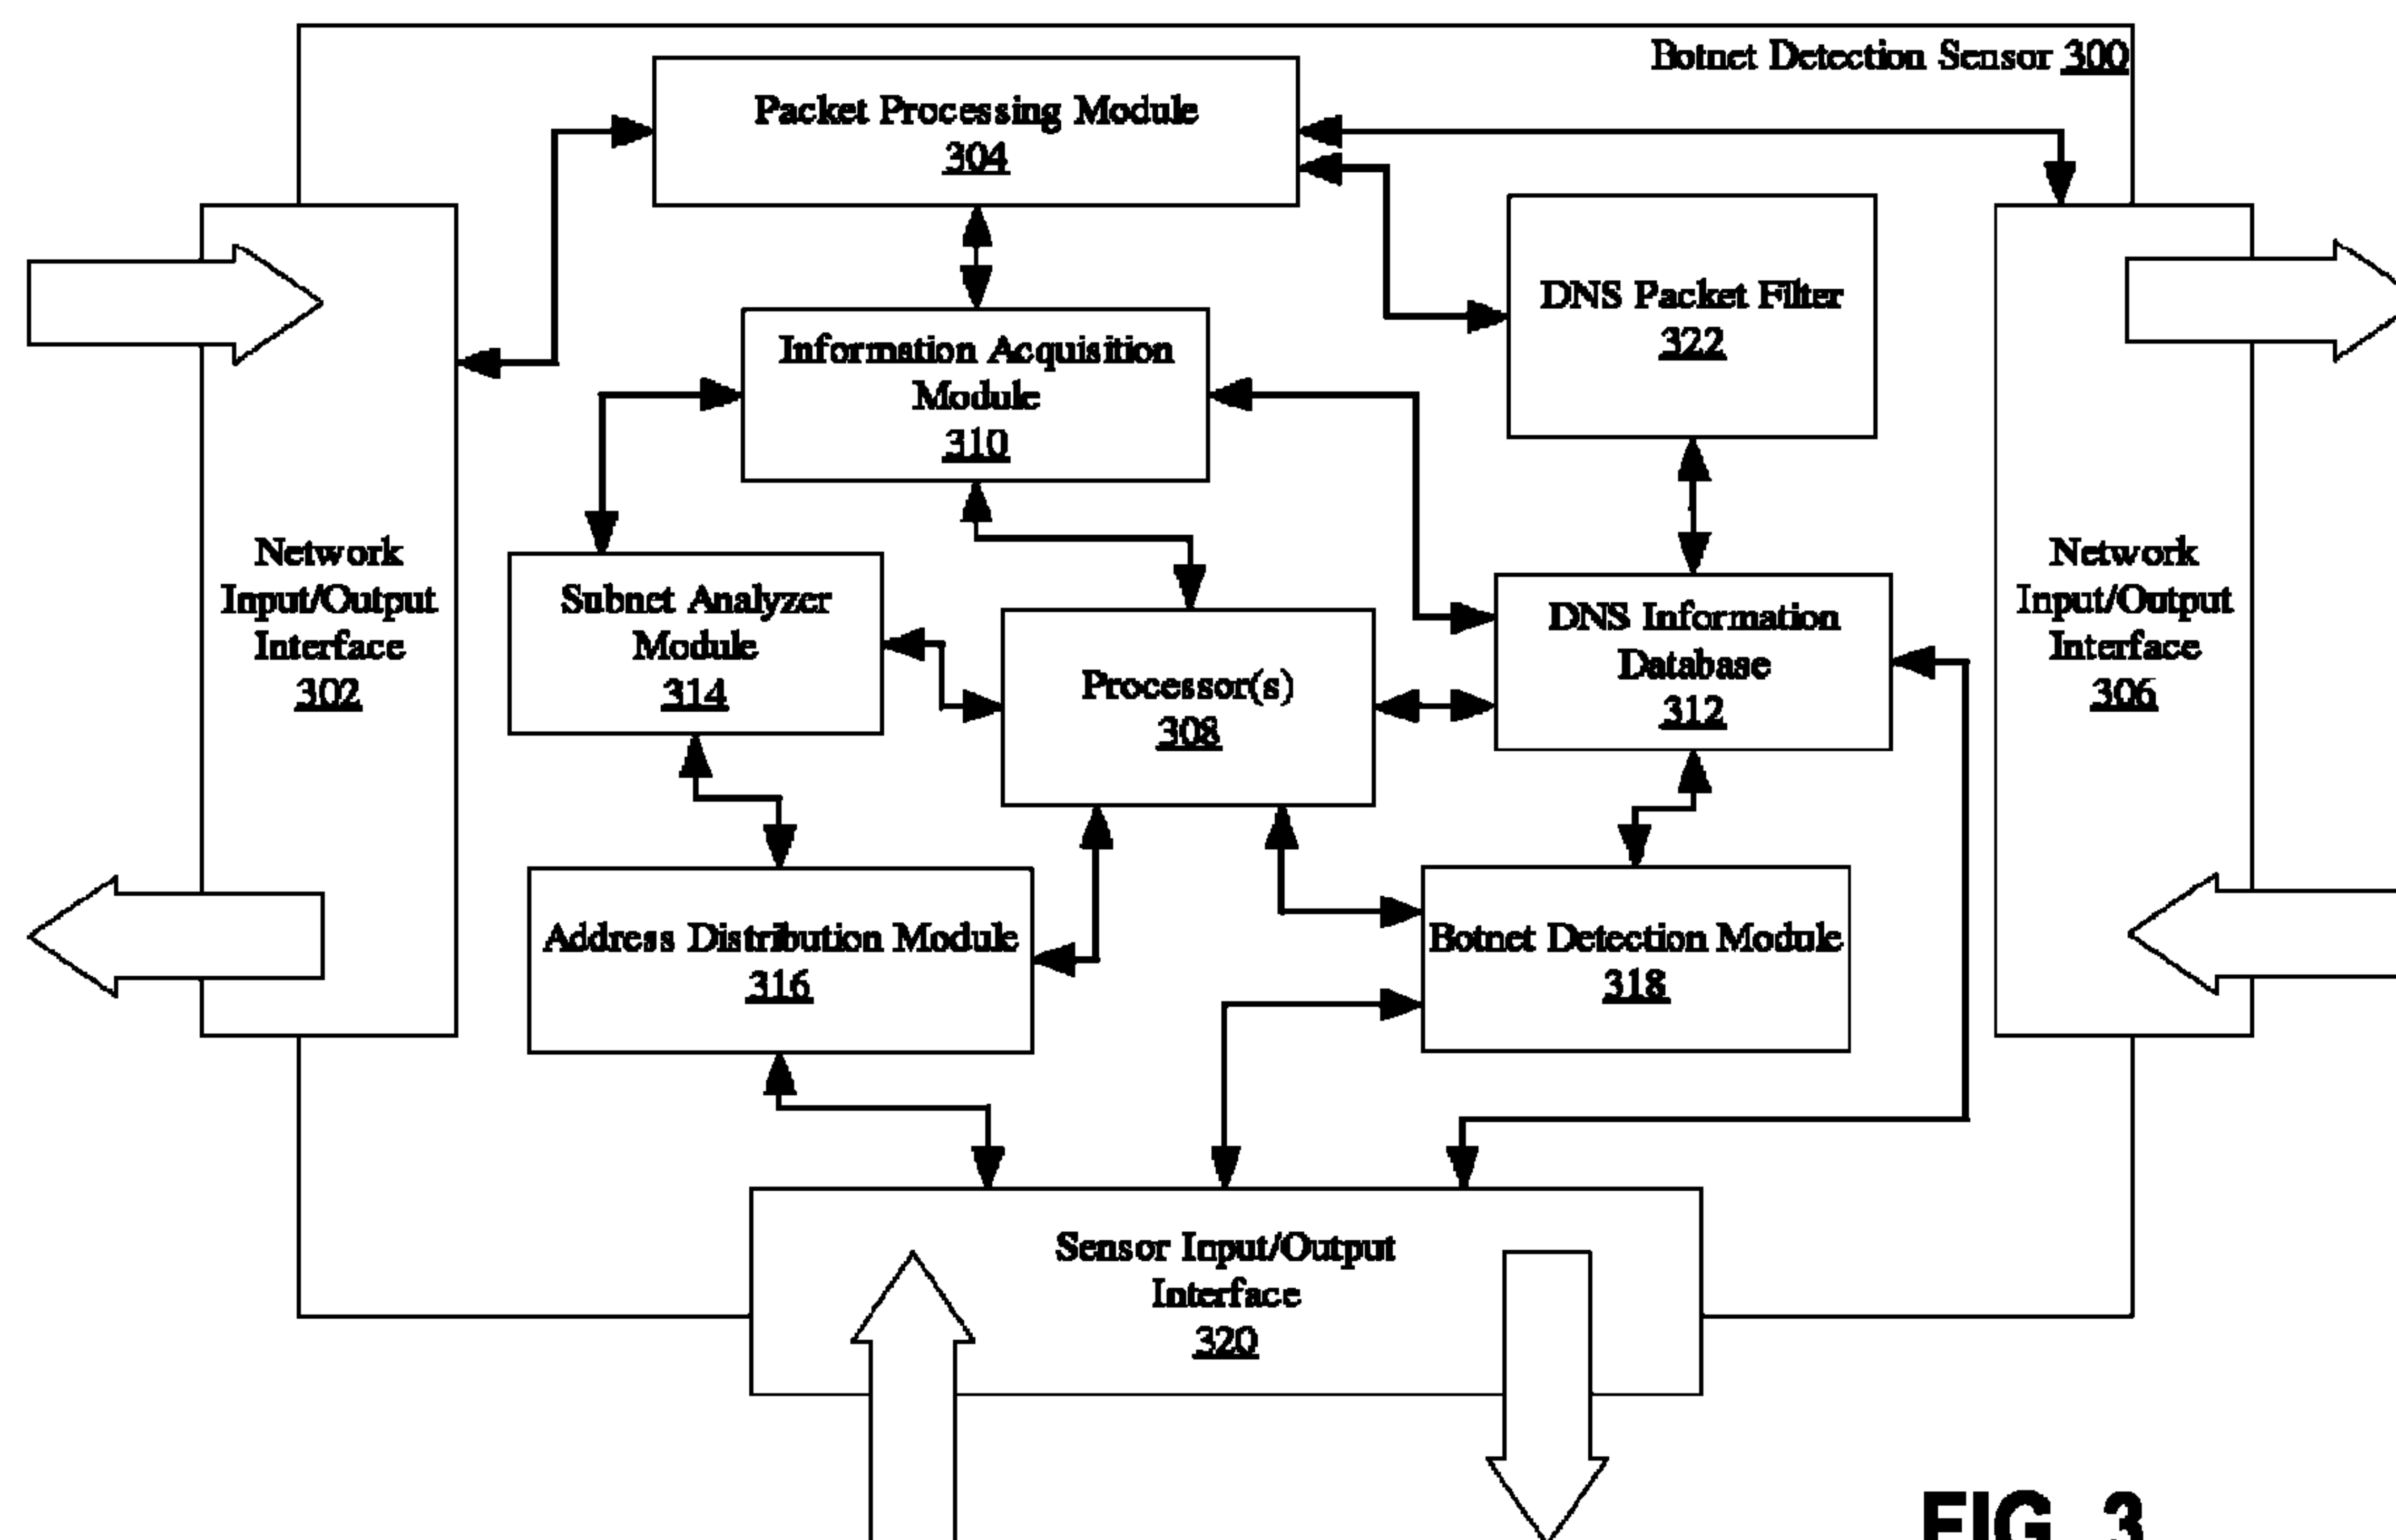 Botnet Detection Sensor 300
Packet Processing Module
304
DNS Packet Filter
322
Information Acquisition
Module
310
Network
Input/Output
Interface
302
Subnet Analyzer
Module
314
Processor(s)
308
DNS Information
Database
312
Network
Input/Output
Interface
306
Address Distribution Module
316
Botnet Detection Module
318
Sensor Input/Output
Interface
320
FIG. 3